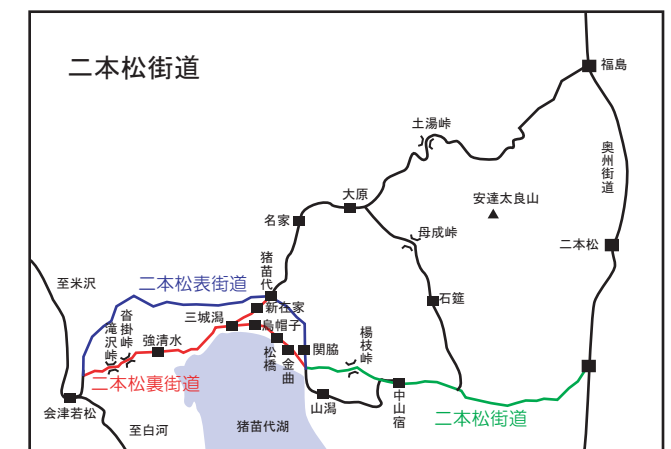 二本松街道
福島
土湯峠
奥州街道
大原
安達太良山
名家
母成峠
二本松
猪苗代
至米沢
二本松表街道
石筵
新在家
三城潟
烏帽子
沓掛峠
滝沢峠
強清水
楊枝峠
関脇
松橋
金曲
二本松裏街道
中山宿
山潟
会津若松
二本松街道
至白河
猪苗代湖